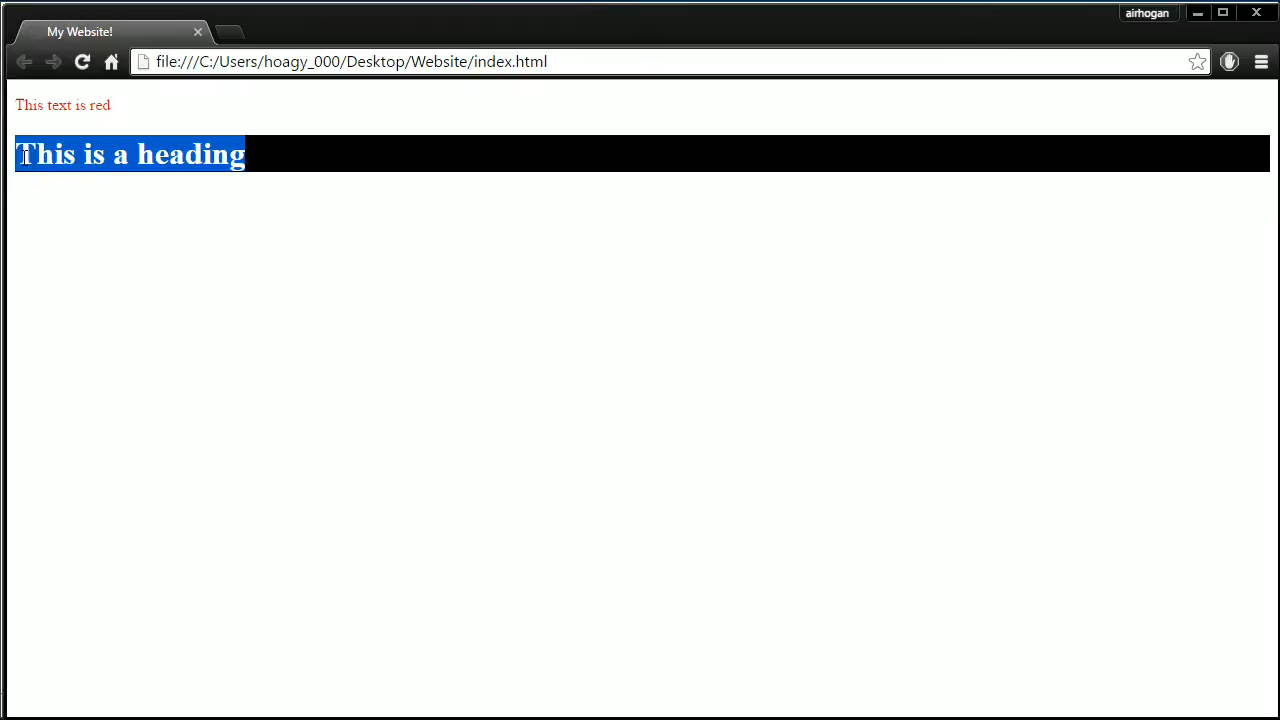 airhogan
My Website!
file:///C:/Users/hoagy_000/Desktop/Website/index.html
This text is red
This is a heading